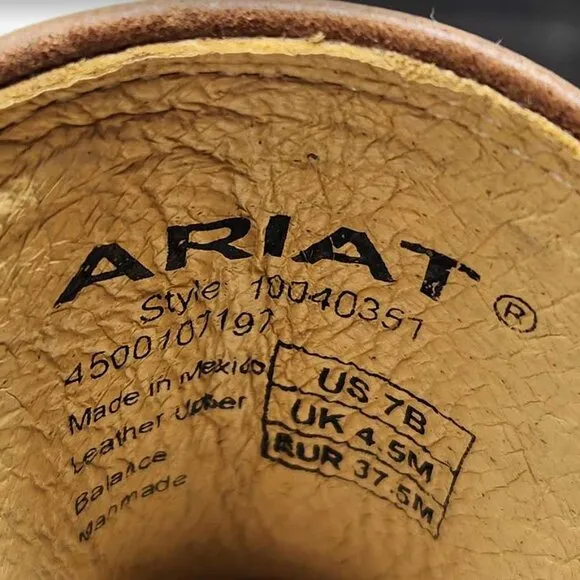 ARIAT®
Style 10040351
4500107197
Made in Mexico
Leather Upper
Balance
Manmade
US 7B
UK 4.5M
EUR 37.5M